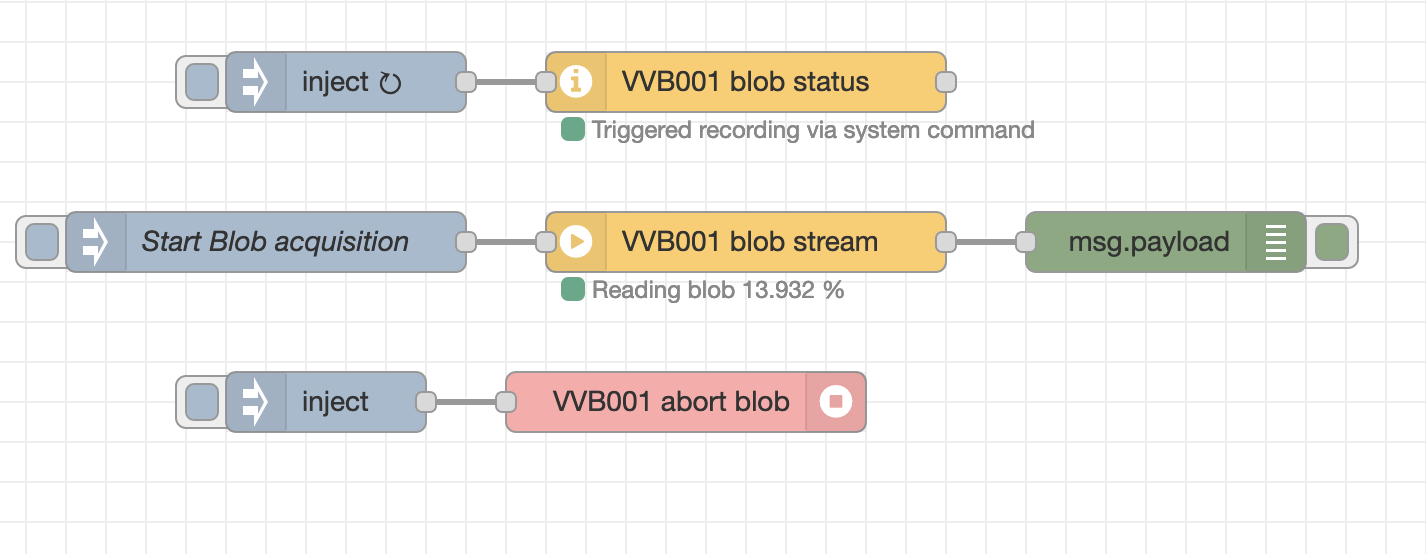 inject ↻
VVB001 blob status
Triggered recording via system command
Start Blob acquisition
VVB001 blob stream
msg.payload
Reading blob 13.932 %
inject
VVB001 abort blob